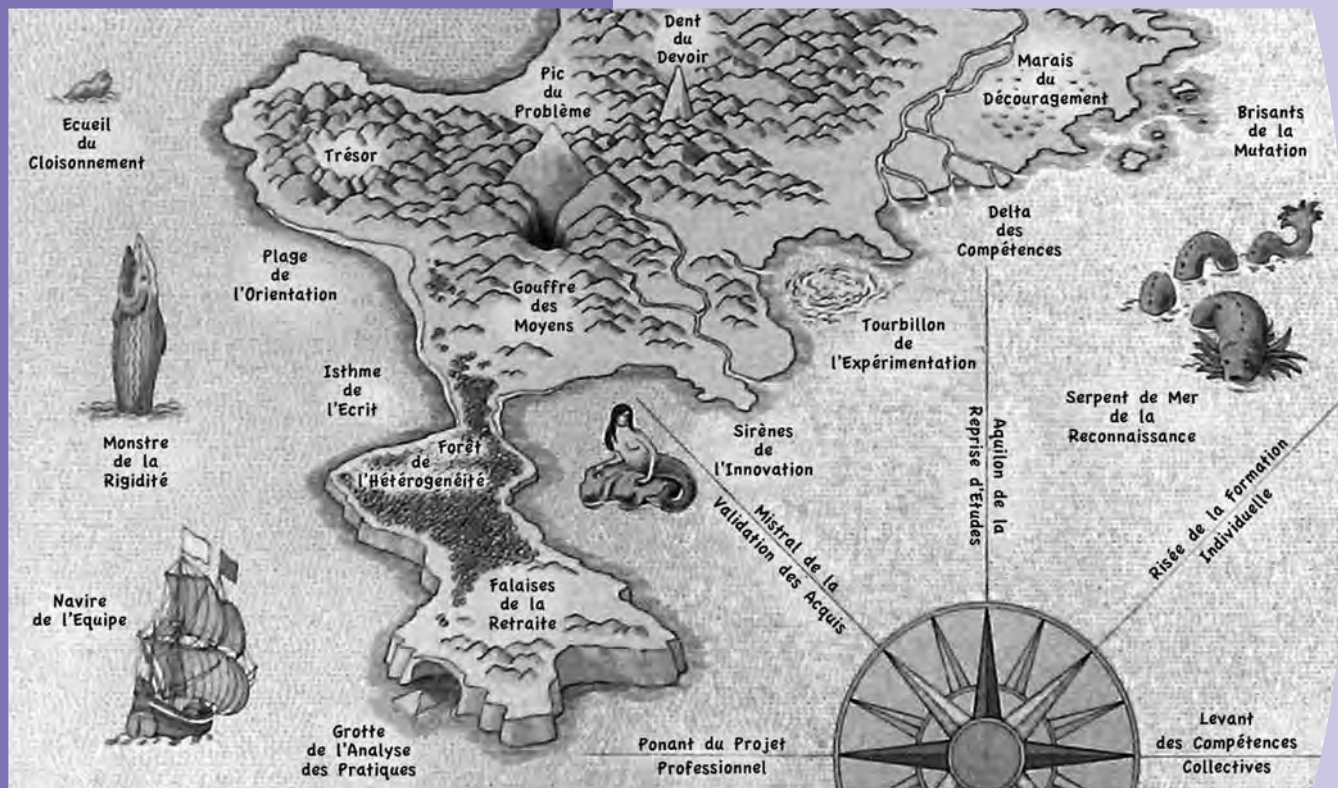 Dent
du
Devoir
Pic
du
Problème
Marais
du
Découragement
Ecueil
du
Cloisonnement
Trésor
Brisants
de la
Mutation
Delta
des
Compétences
Plage
de
l'Orientation
Gouffre
des
Moyens
Tourbillon
de
l'Expérimentation
Isthme
de
l'Ecrit
Serpent de Mer
de la
Reconnaissance
Monstre
de la
Rigidité
Forêt
de
l'Hétérogenéité
Sirènes
de
l'Innovation
Mistral de la
Validation des Acquis
Aquilon de la
Reprise d'Etudes
Risée de la Formation
Individuelle
Navire
de l'Equipe
Falaises
de la
Retraite
Grotte
de l'Analyse
des Pratiques
Ponant du Projet
Professionnel
Levant
des Compétences
Collectives